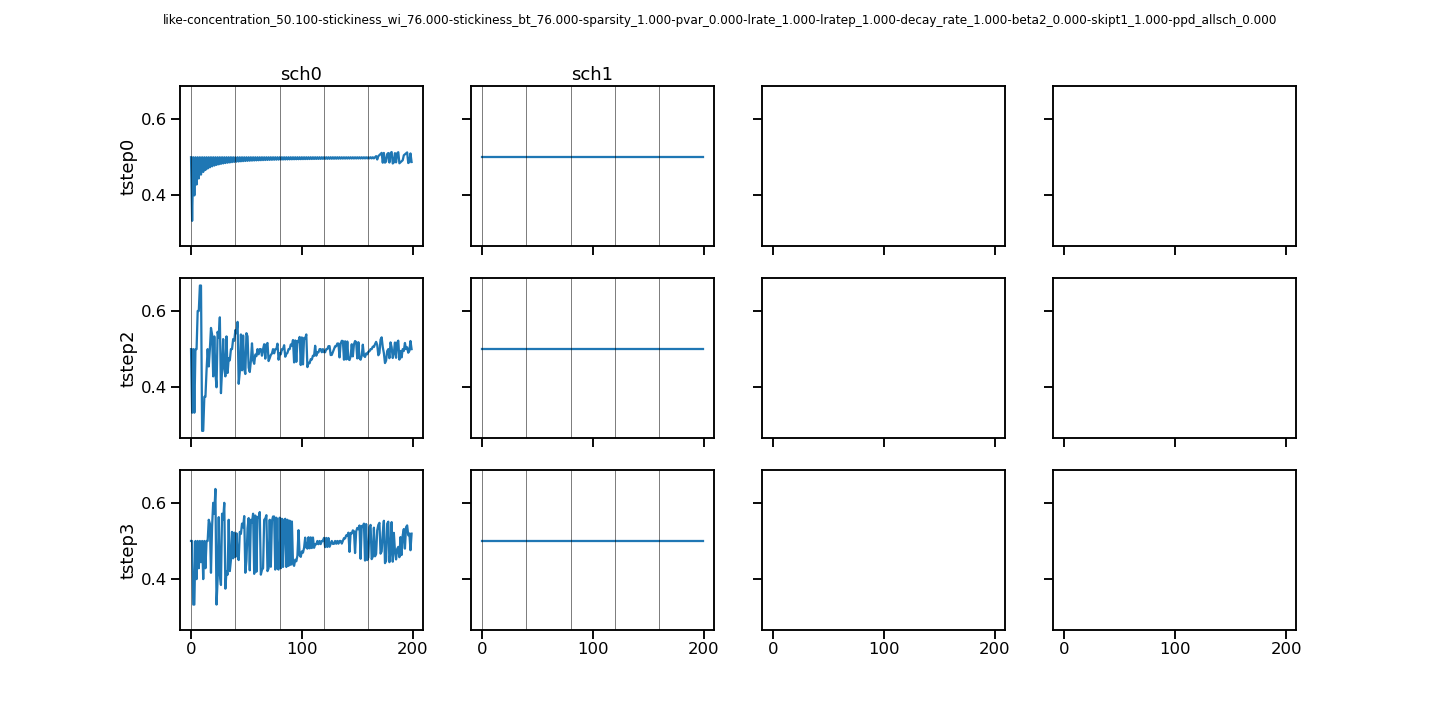 like-concentration_50.100-stickiness_wi_76.000-stickiness_bt_76.000-sparsity_1.000-pvar_0.000-lrate_1.000-lratep_1.000-decay_rate_1.000-beta2_0.000-skipt1_1.000-ppd_allsch_0.000
sch0 sch1
tstep0
0.6
0.4
tstep2
0.6
0.4
tstep3
0.6
0.4
0 100 200 0 100 200 0 100 200 0 100 200